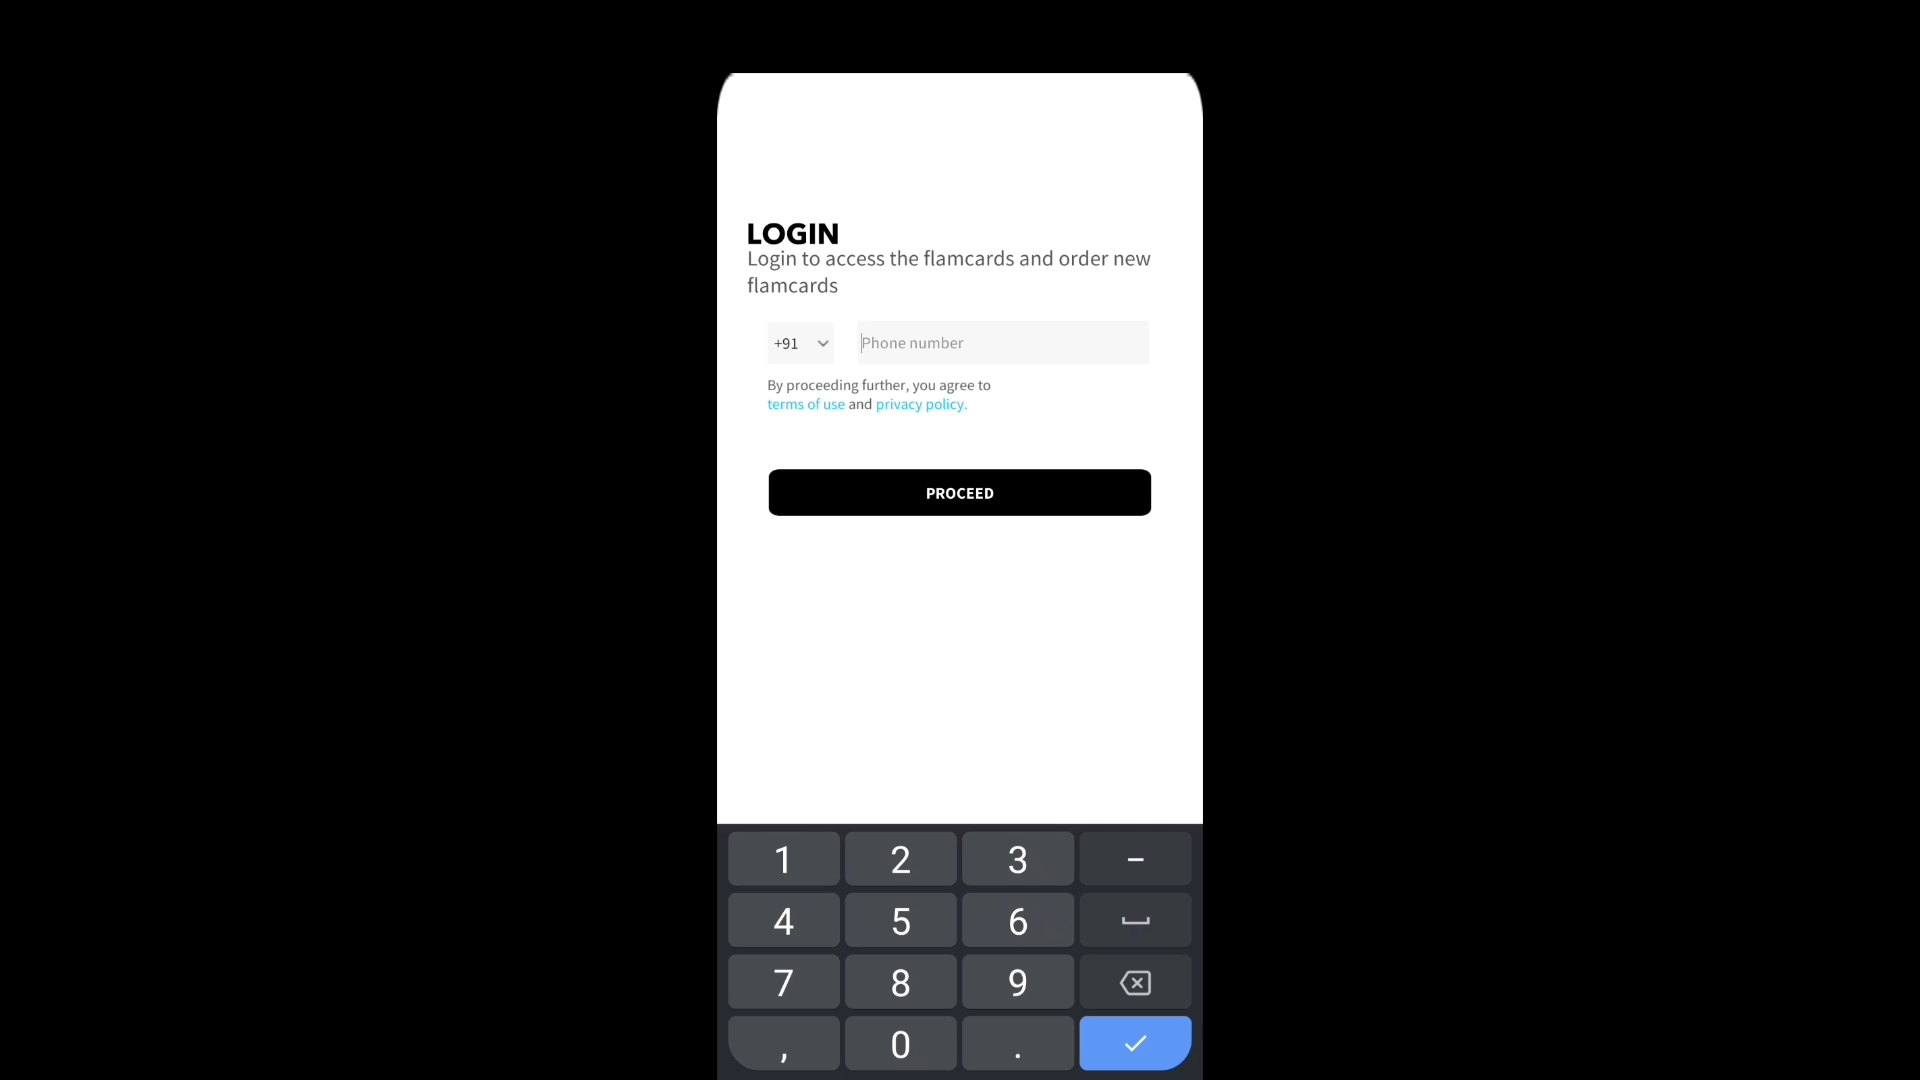 LOGIN
Login to access the flamcards and order new
flamcards
+91 Phone number
By proceeding further, you agree to
terms of use and privacy policy.
PROCEED
1 2 3 –
4 5 6
7 8 9
, 0 .